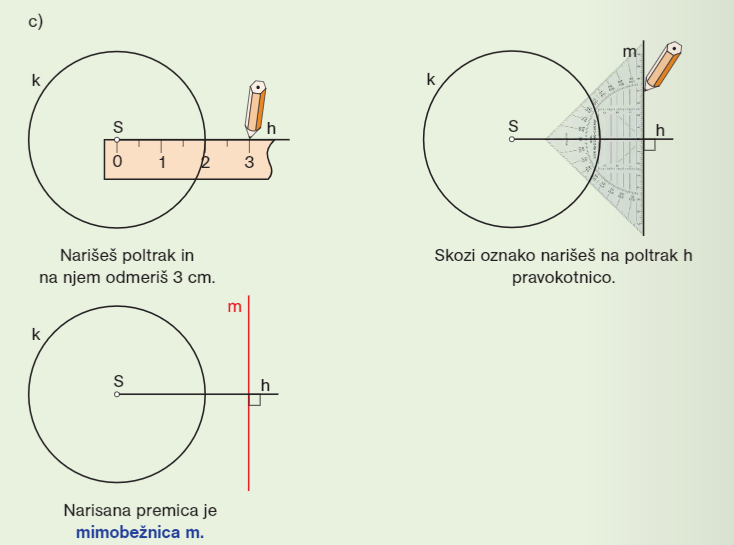 c)
k
S
h
0 1 2 3
Narišeš poltrak in
na njem odmeriš 3 cm.
k
S
m
h
Skozi oznako narišeš na poltrak h
pravokotnico.
k
S
m
h
Narisana premica je
mimobežnica m.